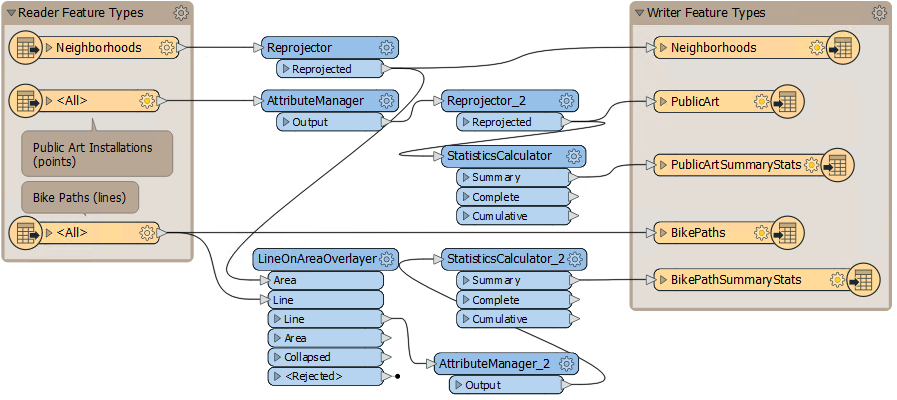 Reader Feature Types
Neighborhoods
<All>
Public Art Installations
(points)
Bike Paths (lines)
<All>
Reprojector
Reprojected
AttributeManager
Output
Reprojector_2
Reprojected
StatisticsCalculator
Summary
Complete
Cumulative
LineOnAreaOverlayer
Area
Line
Line
Area
Collapsed
<Rejected>
StatisticsCalculator_2
Summary
Complete
Cumulative
AttributeManager_2
Output
Writer Feature Types
Neighborhoods
PublicArt
PublicArtSummaryStats
BikePaths
BikePathSummaryStats